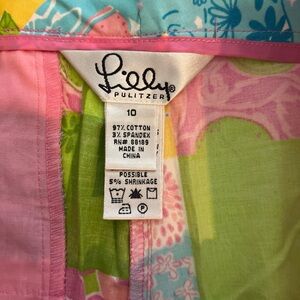 Lilly®
PULITZER
10
97% COTTON
3% SPANDEX
RN# 88189
MADE IN
CHINA
POSSIBLE
5% SHRINKAGE
P